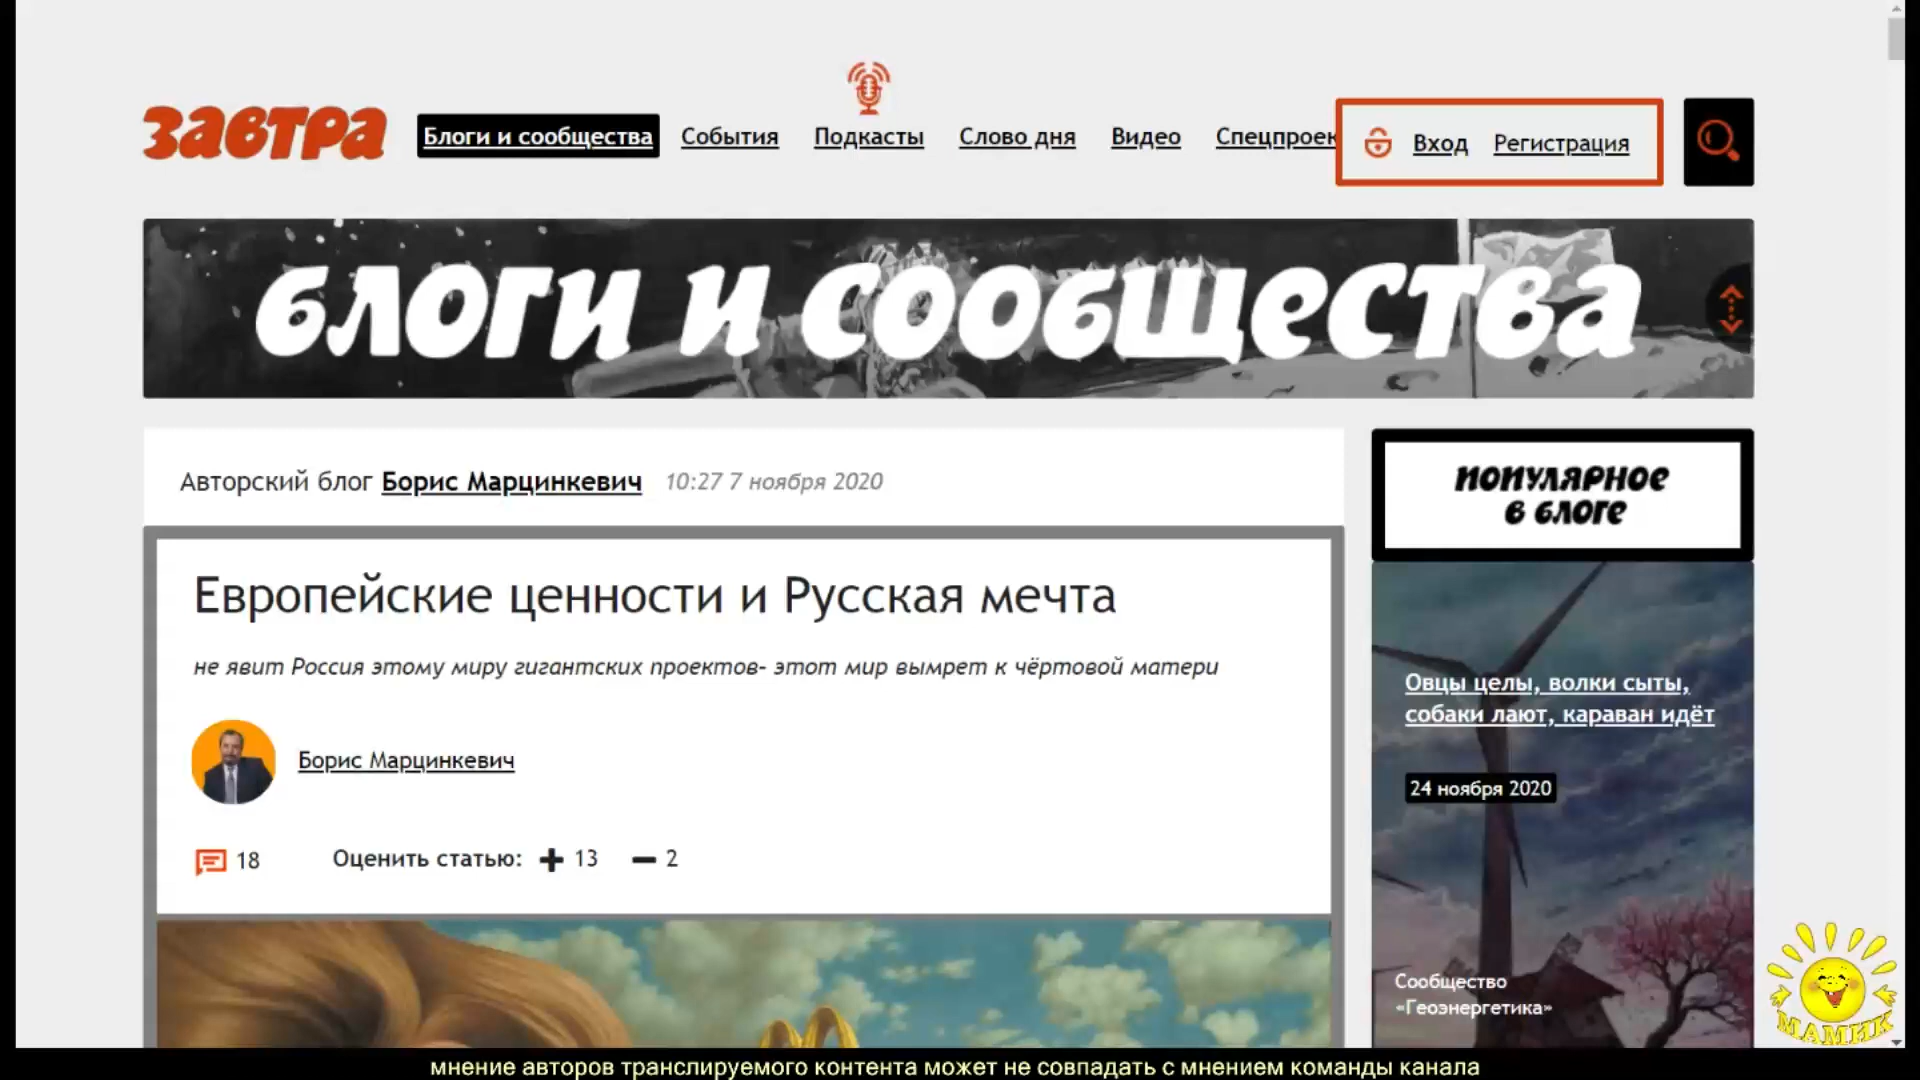 завтра
Блоги и сообщества
События
Подкасты
Слово дня
Видео
Спецпроек
Вход
Регистрация
блоги и сообщества
Авторский блог Борис Марцинкевич 10:27 7 ноября 2020
Европейские ценности и Русская мечта
не явит Россия этому миру гигантских проектов- этот мир вымрет к чёртовой матери
Борис Марцинкевич
18
Оценить статью: + 13 − 2
популярное
в блоге
Овцы целы, волки сыты,
собаки лают, караван идёт
24 ноября 2020
Сообщество
«Геоэнергетика»
МАМИК
мнение авторов транслируемого контента может не совпадать с мнением команды канала